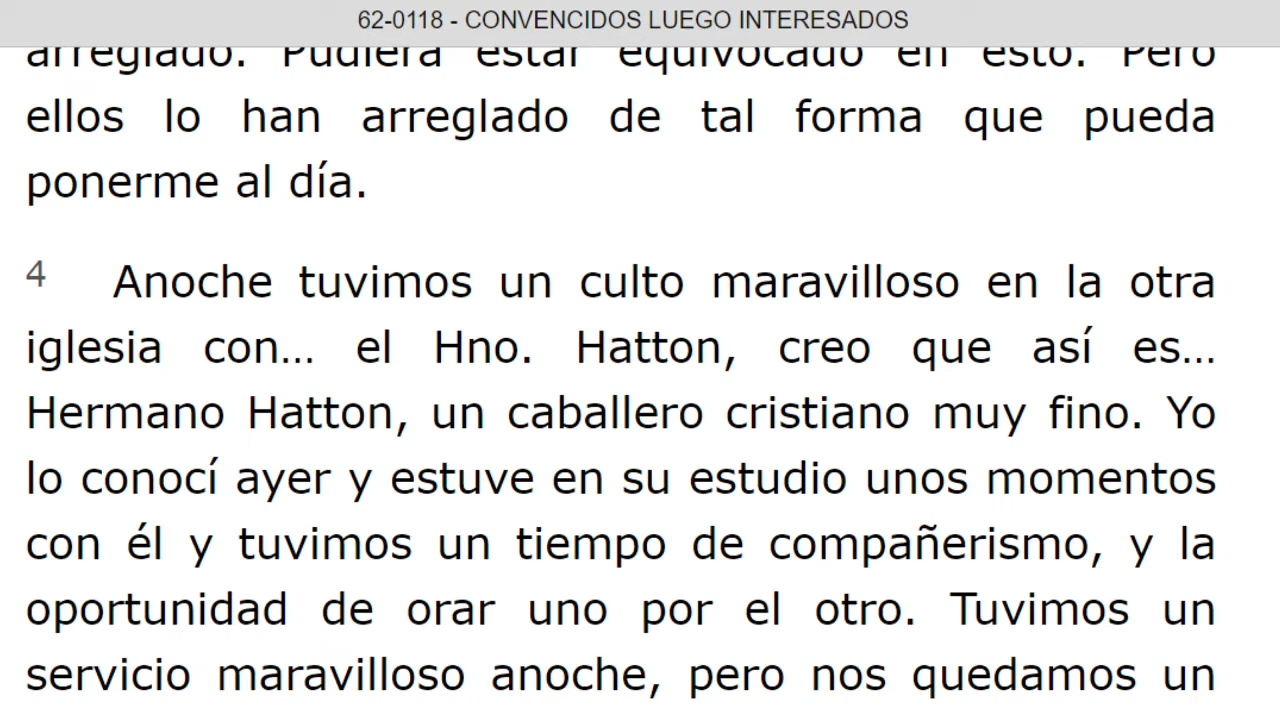 62-0118 - CONVENCIDOS LUEGO INTERESADOS
arreglado. Pudiera estar equivocado en esto. Pero
ellos lo han arreglado de tal forma que pueda
ponerme al día.
4 Anoche tuvimos un culto maravilloso en la otra
iglesia con... el Hno. Hatton, creo que así es...
Hermano Hatton, un caballero cristiano muy fino. Yo
lo conocí ayer y estuve en su estudio unos momentos
con él y tuvimos un tiempo de compañerismo, y la
oportunidad de orar uno por el otro. Tuvimos un
servicio maravilloso anoche, pero nos quedamos un